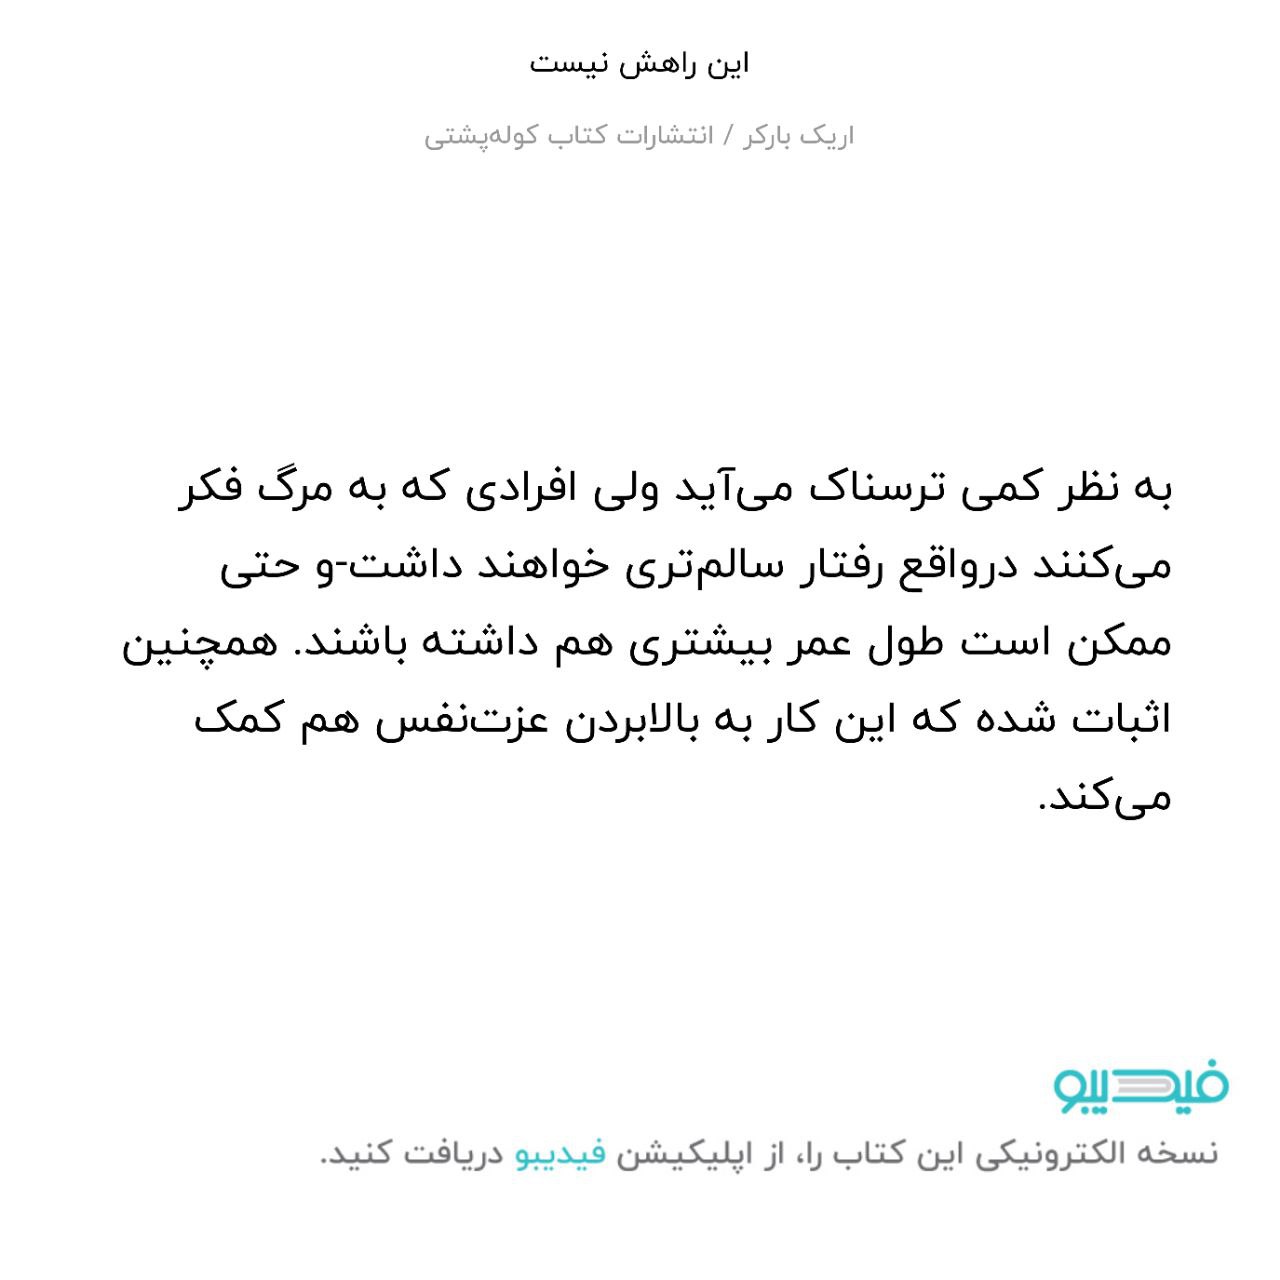 این راهش نیست
اریک بارکر / انتشارات کتاب کوله‌پشتی
به نظر کمی ترسناک می‌آید ولی افرادی که به مرگ فکر
می‌کنند درواقع رفتار سالم‌تری خواهند داشت-و حتی
ممکن است طول عمر بیشتری هم داشته باشند. همچنین
اثبات شده که این کار به بالابردن عزت‌نفس هم کمک
می‌کند.
فیدیبو
نسخه الکترونیکی این کتاب را، از اپلیکیشن فیدیبو دریافت کنید.